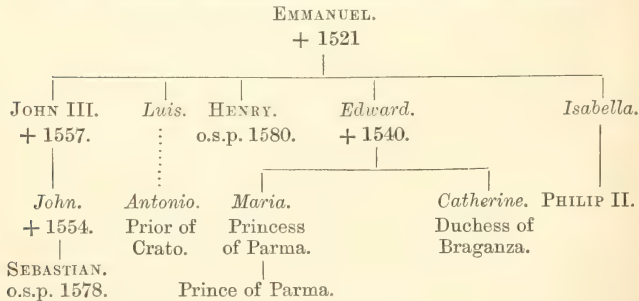 EMMANUEL.
+ 1521
JOHN III. Luis. HENRY. Edward. Isabella.
+ 1557. o.s.p. 1580. + 1540.
John. Antonio. Maria. Catherine. PHILIP II.
+ 1554. Prior of Princess Duchess of
Crato. of Parma. Braganza.
SEBASTIAN.
o.s.p. 1578. Prince of Parma.